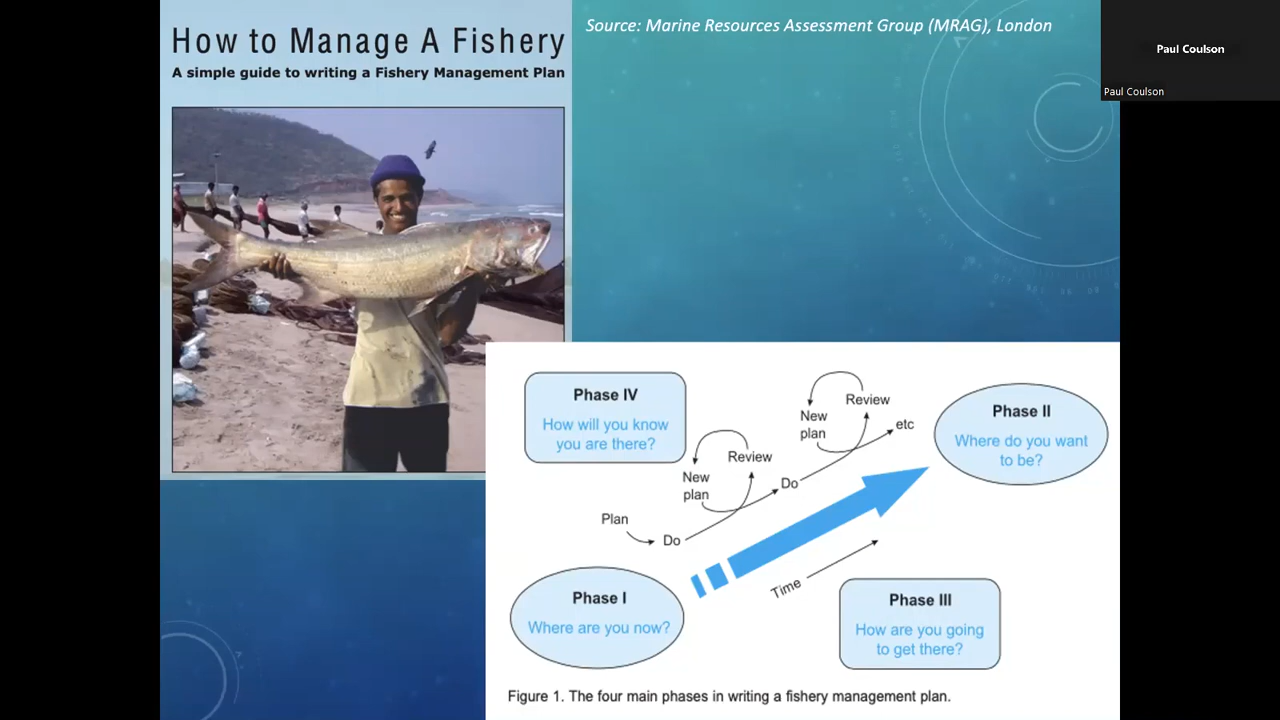 How to Manage A Fishery
A simple guide to writing a Fishery Management Plan
Source: Marine Resources Assessment Group (MRAG), London
Paul Coulson
Paul Coulson
Phase IV
How will you know
you are there?
Review
New
plan
etc
Phase II
Where do you want
to be?
Review
New
plan
Do
Plan
Do
Time
Phase I
Where are you now?
Phase III
How are you going
to get there?
Figure 1. The four main phases in writing a fishery management plan.